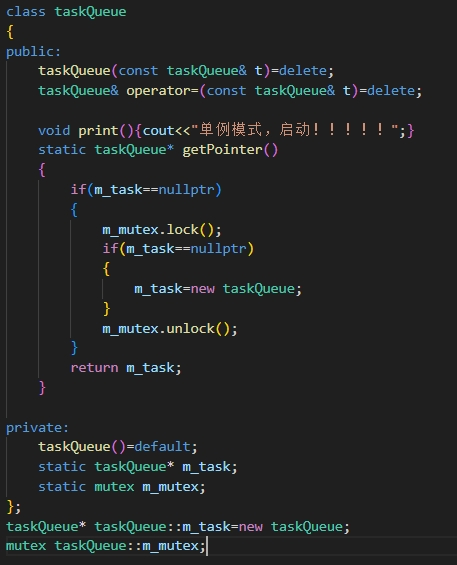 class taskQueue
{
public:
    taskQueue(const taskQueue& t)=delete;
    taskQueue& operator=(const taskQueue& t)=delete;

    void print(){cout<<"单例模式，启动！！！！！";}
    static taskQueue* getPointer()
    {
        if(m_task==nullptr)
        {
            m_mutex.lock();
            if(m_task==nullptr)
            {
                m_task=new taskQueue;
            }
            m_mutex.unlock();
        }
        return m_task;
    }

private:
    taskQueue()=default;
    static taskQueue* m_task;
    static mutex m_mutex;
};
taskQueue* taskQueue::m_task=new taskQueue;
mutex taskQueue::m_mutex;